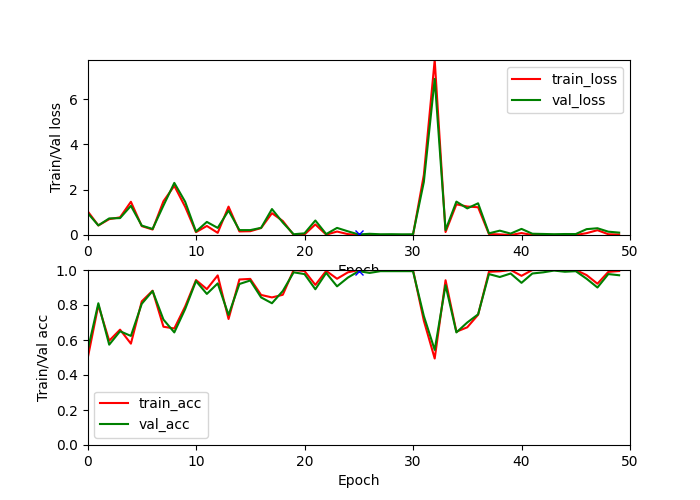 Train/Val loss
6
4
2
0
train_loss
val_loss
0 10 20 30 40 50
Epoch
Train/Val acc
1.0
0.8
0.6
0.4
0.2
0.0
train_acc
val_acc
0 10 20 30 40 50
Epoch